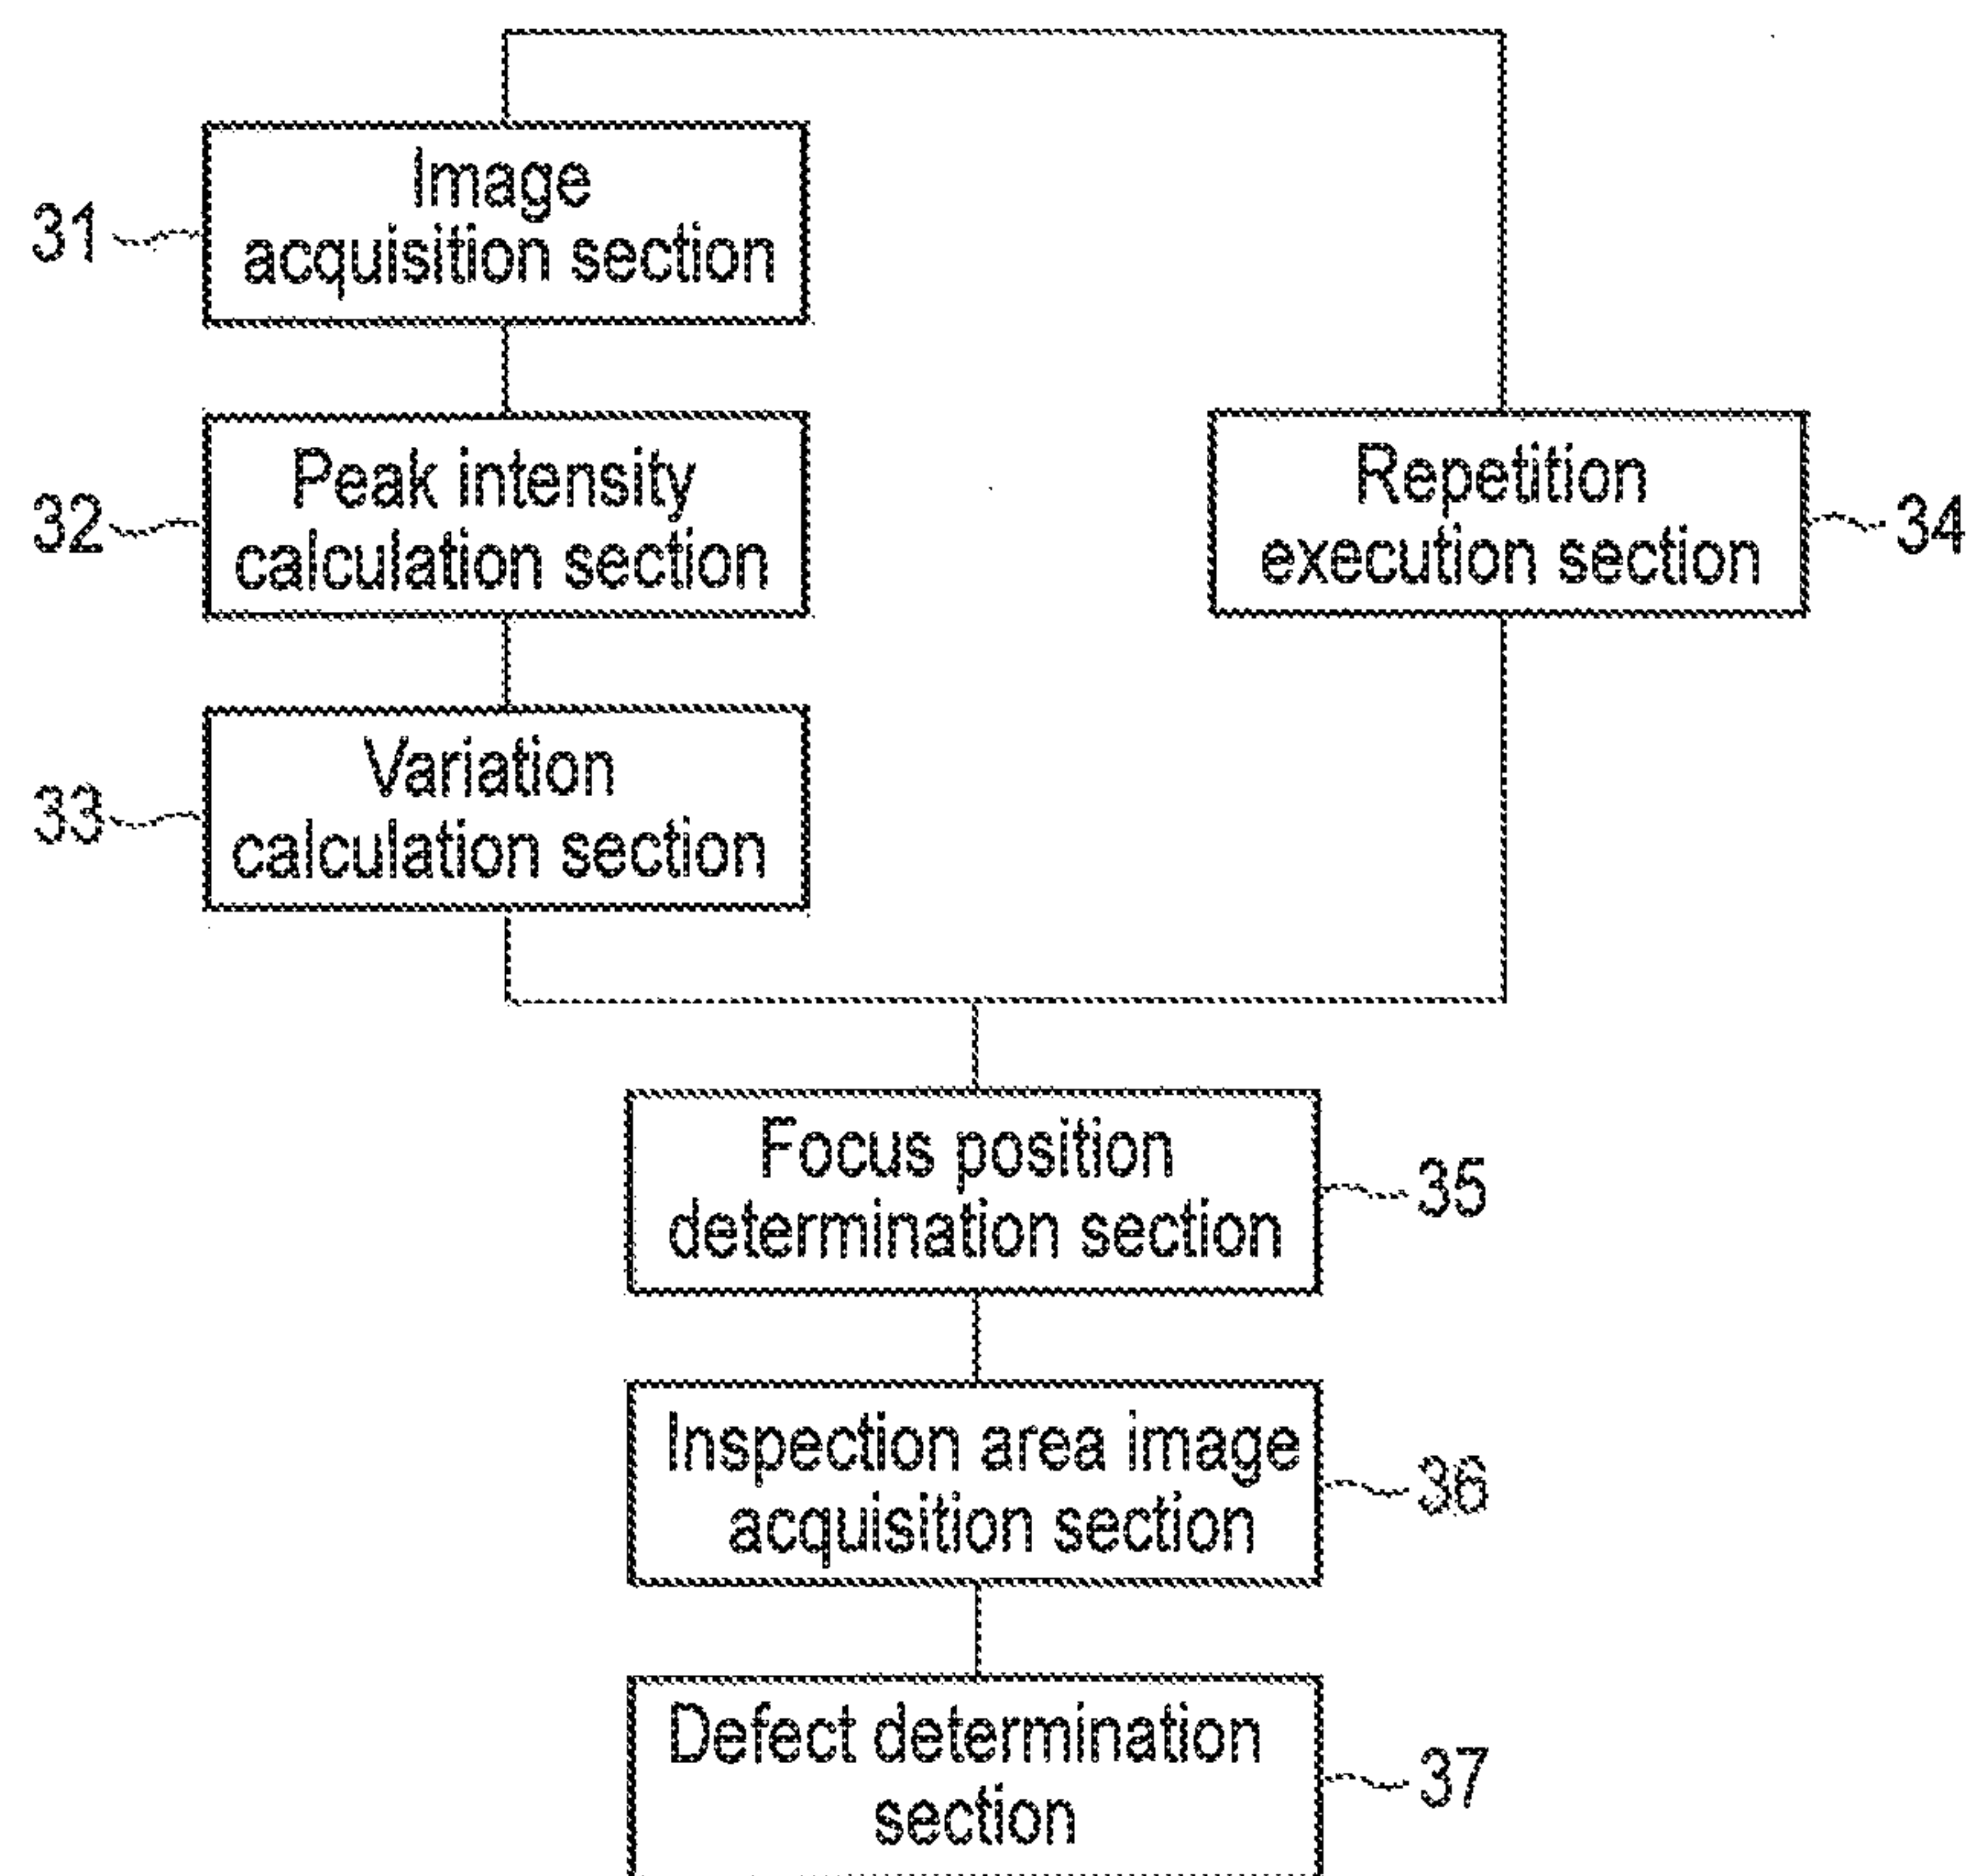 Image
acquisition section
31
Peak intensity
calculation section
32
Repetition
execution section
34
Variation
calculation section
33
Focus position
determination section
35
Inspection area image
acquisition section
36
Defect determination
section
37